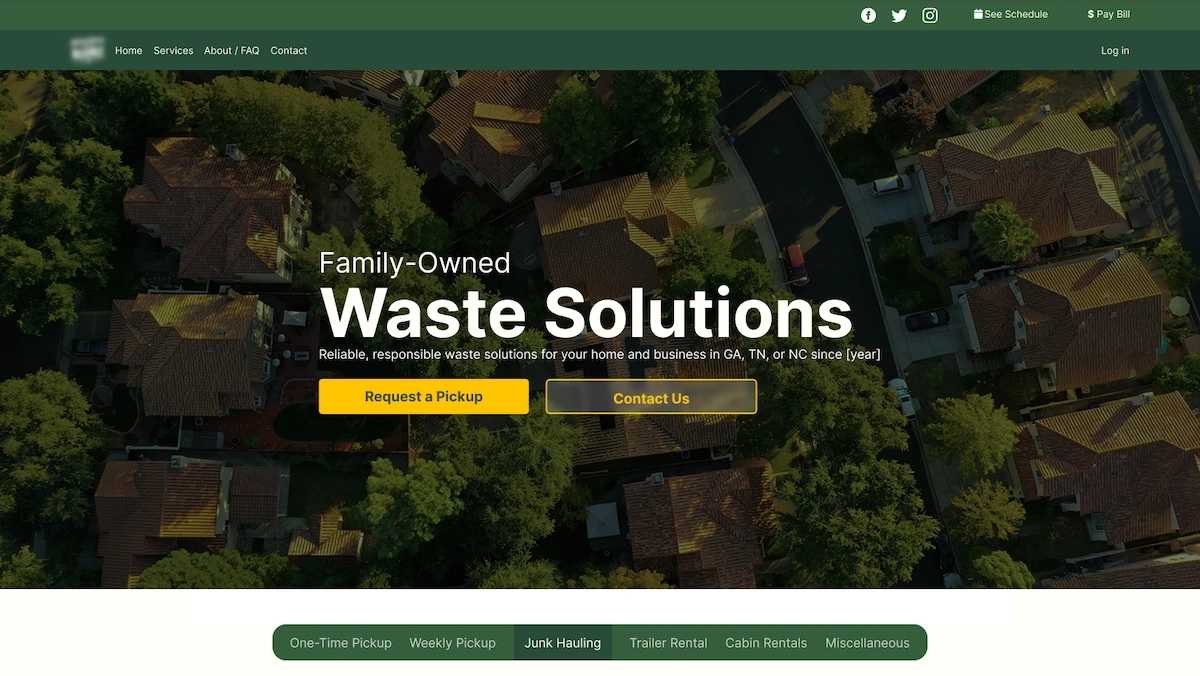 See Schedule
$ Pay Bill
Home Services About / FAQ Contact
Log in
Family-Owned
Waste Solutions
Reliable, responsible waste solutions for your home and business in GA, TN, or NC since [year]
Request a Pickup
Contact Us
One-Time Pickup Weekly Pickup Junk Hauling Trailer Rental Cabin Rentals Miscellaneous